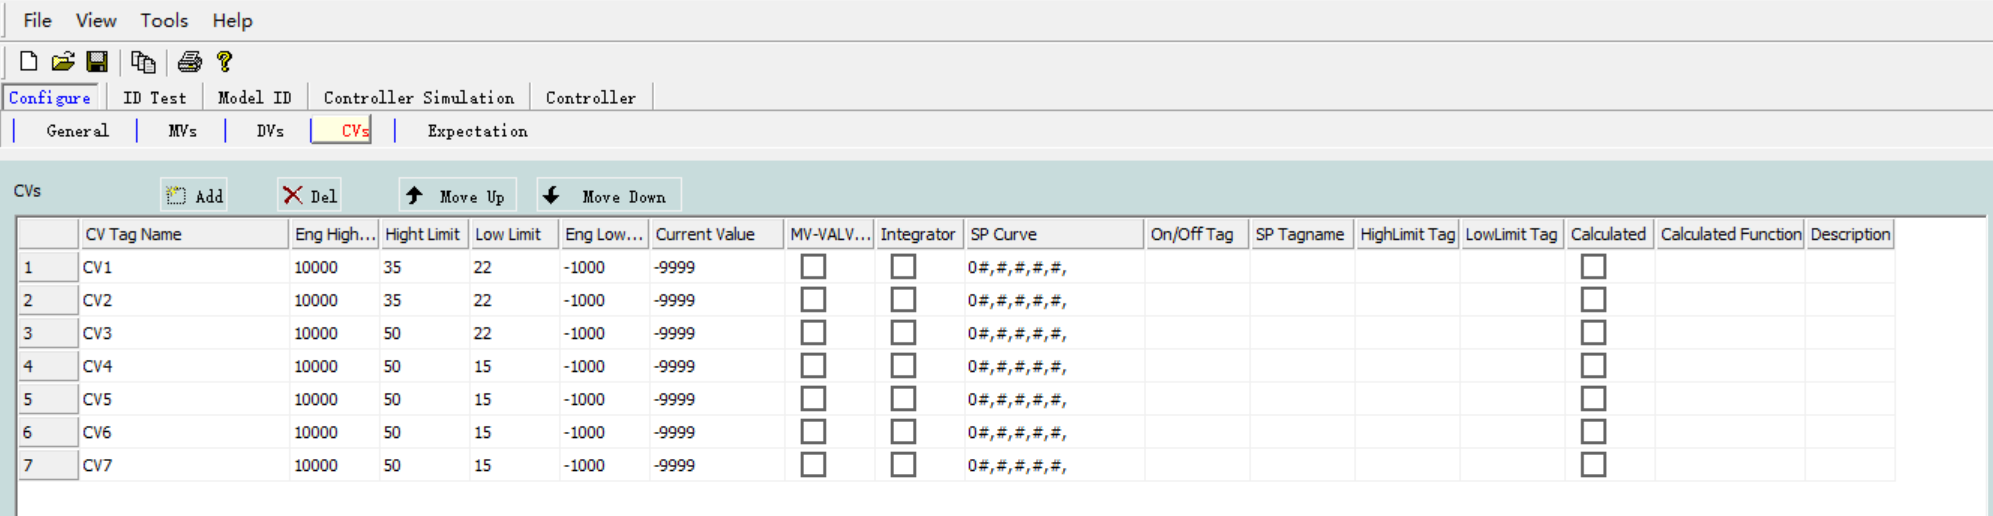 File View Tools Help
Configure ID Test Model ID Controller Simulation Controller
General MVs DVs CVs Expectation
CVs Add Del Move Up Move Down
CV Tag Name Eng High... Hight Limit Low Limit Eng Low... Current Value MV-VALV... Integrator SP Curve On/Off Tag SP Tagname HighLimit Tag LowLimit Tag Calculated Calculated Function Description
1 CV1 10000 35 22 -1000 -9999 0#,#,#,#,#,
2 CV2 10000 35 22 -1000 -9999 0#,#,#,#,#,
3 CV3 10000 50 22 -1000 -9999 0#,#,#,#,#,
4 CV4 10000 50 15 -1000 -9999 0#,#,#,#,#,
5 CV5 10000 50 15 -1000 -9999 0#,#,#,#,#,
6 CV6 10000 50 15 -1000 -9999 0#,#,#,#,#,
7 CV7 10000 50 15 -1000 -9999 0#,#,#,#,#,